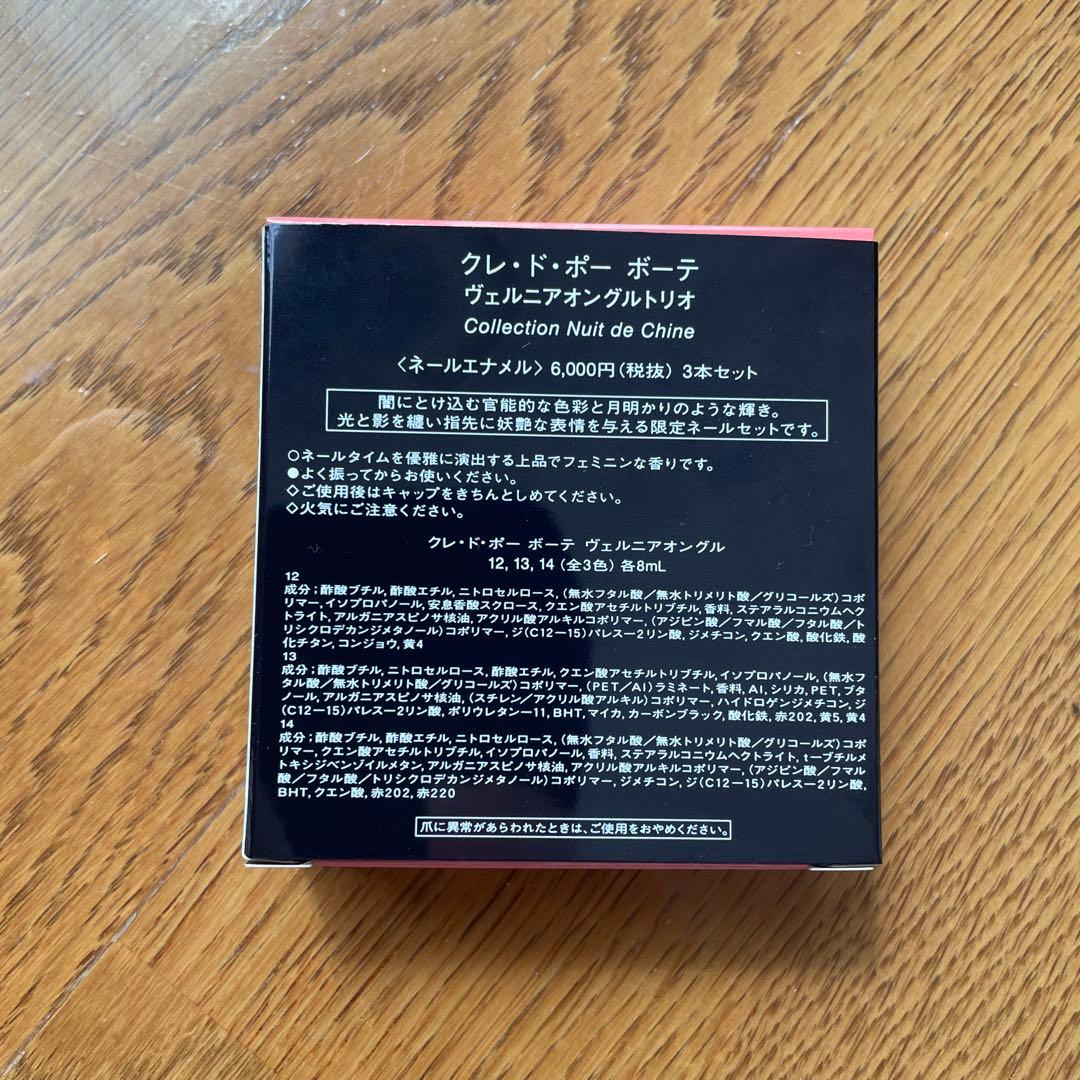 クレ・ド・ポー ボーテ
ヴェルニアオングルトリオ
Collection Nuit de Chine
〈ネールエナメル〉6,000円（税抜）3本セット
闇にとけ込む官能的な色彩と月明かりのような輝き。
光と影を纏い指先に妖艶な表情を与える限定ネールセットです。
○ネールタイムを優雅に演出する上品でフェミニンな香りです。
●よく振ってからお使いください。
◇ご使用後はキャップをきちんとしめてください。
◇火気にご注意ください。
クレ・ド・ポー ボーテ ヴェルニアオングル
12, 13, 14（全3色）各8mL
12
成分；酢酸ブチル, 酢酸エチル, ニトロセルロース, （無水フタル酸／無水トリメリト酸／グリコールズ）コポ
リマー, イソプロパノール, 安息香酸スクロース, クエン酸アセチルトリブチル, 香料, ステアラルコニウムヘクト
ライト, アルガニアスピノサ核油, アクリル酸アルキルコポリマー, （アジピン酸／フマル酸／フタル酸／ト
リシクロデカンジメタノール）コポリマー, ジ（C12－15）パレス－2リン酸, ジメチコン, クエン酸, 酸化鉄, 酸
化チタン, コンジョウ, 黄4
13
成分；酢酸ブチル, ニトロセルロース, 酢酸エチル, クエン酸アセチルトリブチル, イソプロパノール, （無水フ
タル酸／無水トリメリト酸／グリコールズ）コポリマー, （PET／Al）ラミネート, 香料, Al, シリカ, PET, ブタ
ノール, アルガニアスピノサ核油, （スチレン／アクリル酸アルキル）コポリマー, ハイドロゲンジメチコン, ジ
（C12－15）パレス－2リン酸, ポリウレタン－11, BHT, マイカ, カーボンブラック, 酸化鉄, 赤202, 黄5, 黄4
14
成分；酢酸ブチル, 酢酸エチル, ニトロセルロース, （無水フタル酸／無水トリメリト酸／グリコールズ）コポ
リマー, クエン酸アセチルトリブチル, イソプロパノール, 香料, ステアラルコニウムヘクトライト, t－ブチルメ
トキシジベンゾイルメタン, アルガニアスピノサ核油, アクリル酸アルキルコポリマー, （アジピン酸／フマル
酸／フタル酸／トリシクロデカンジメタノール）コポリマー, ジメチコン, ジ（C12－15）パレス－2リン酸,
BHT, クエン酸, 赤202, 赤220
爪に異常があらわれたときは、ご使用をおやめください。